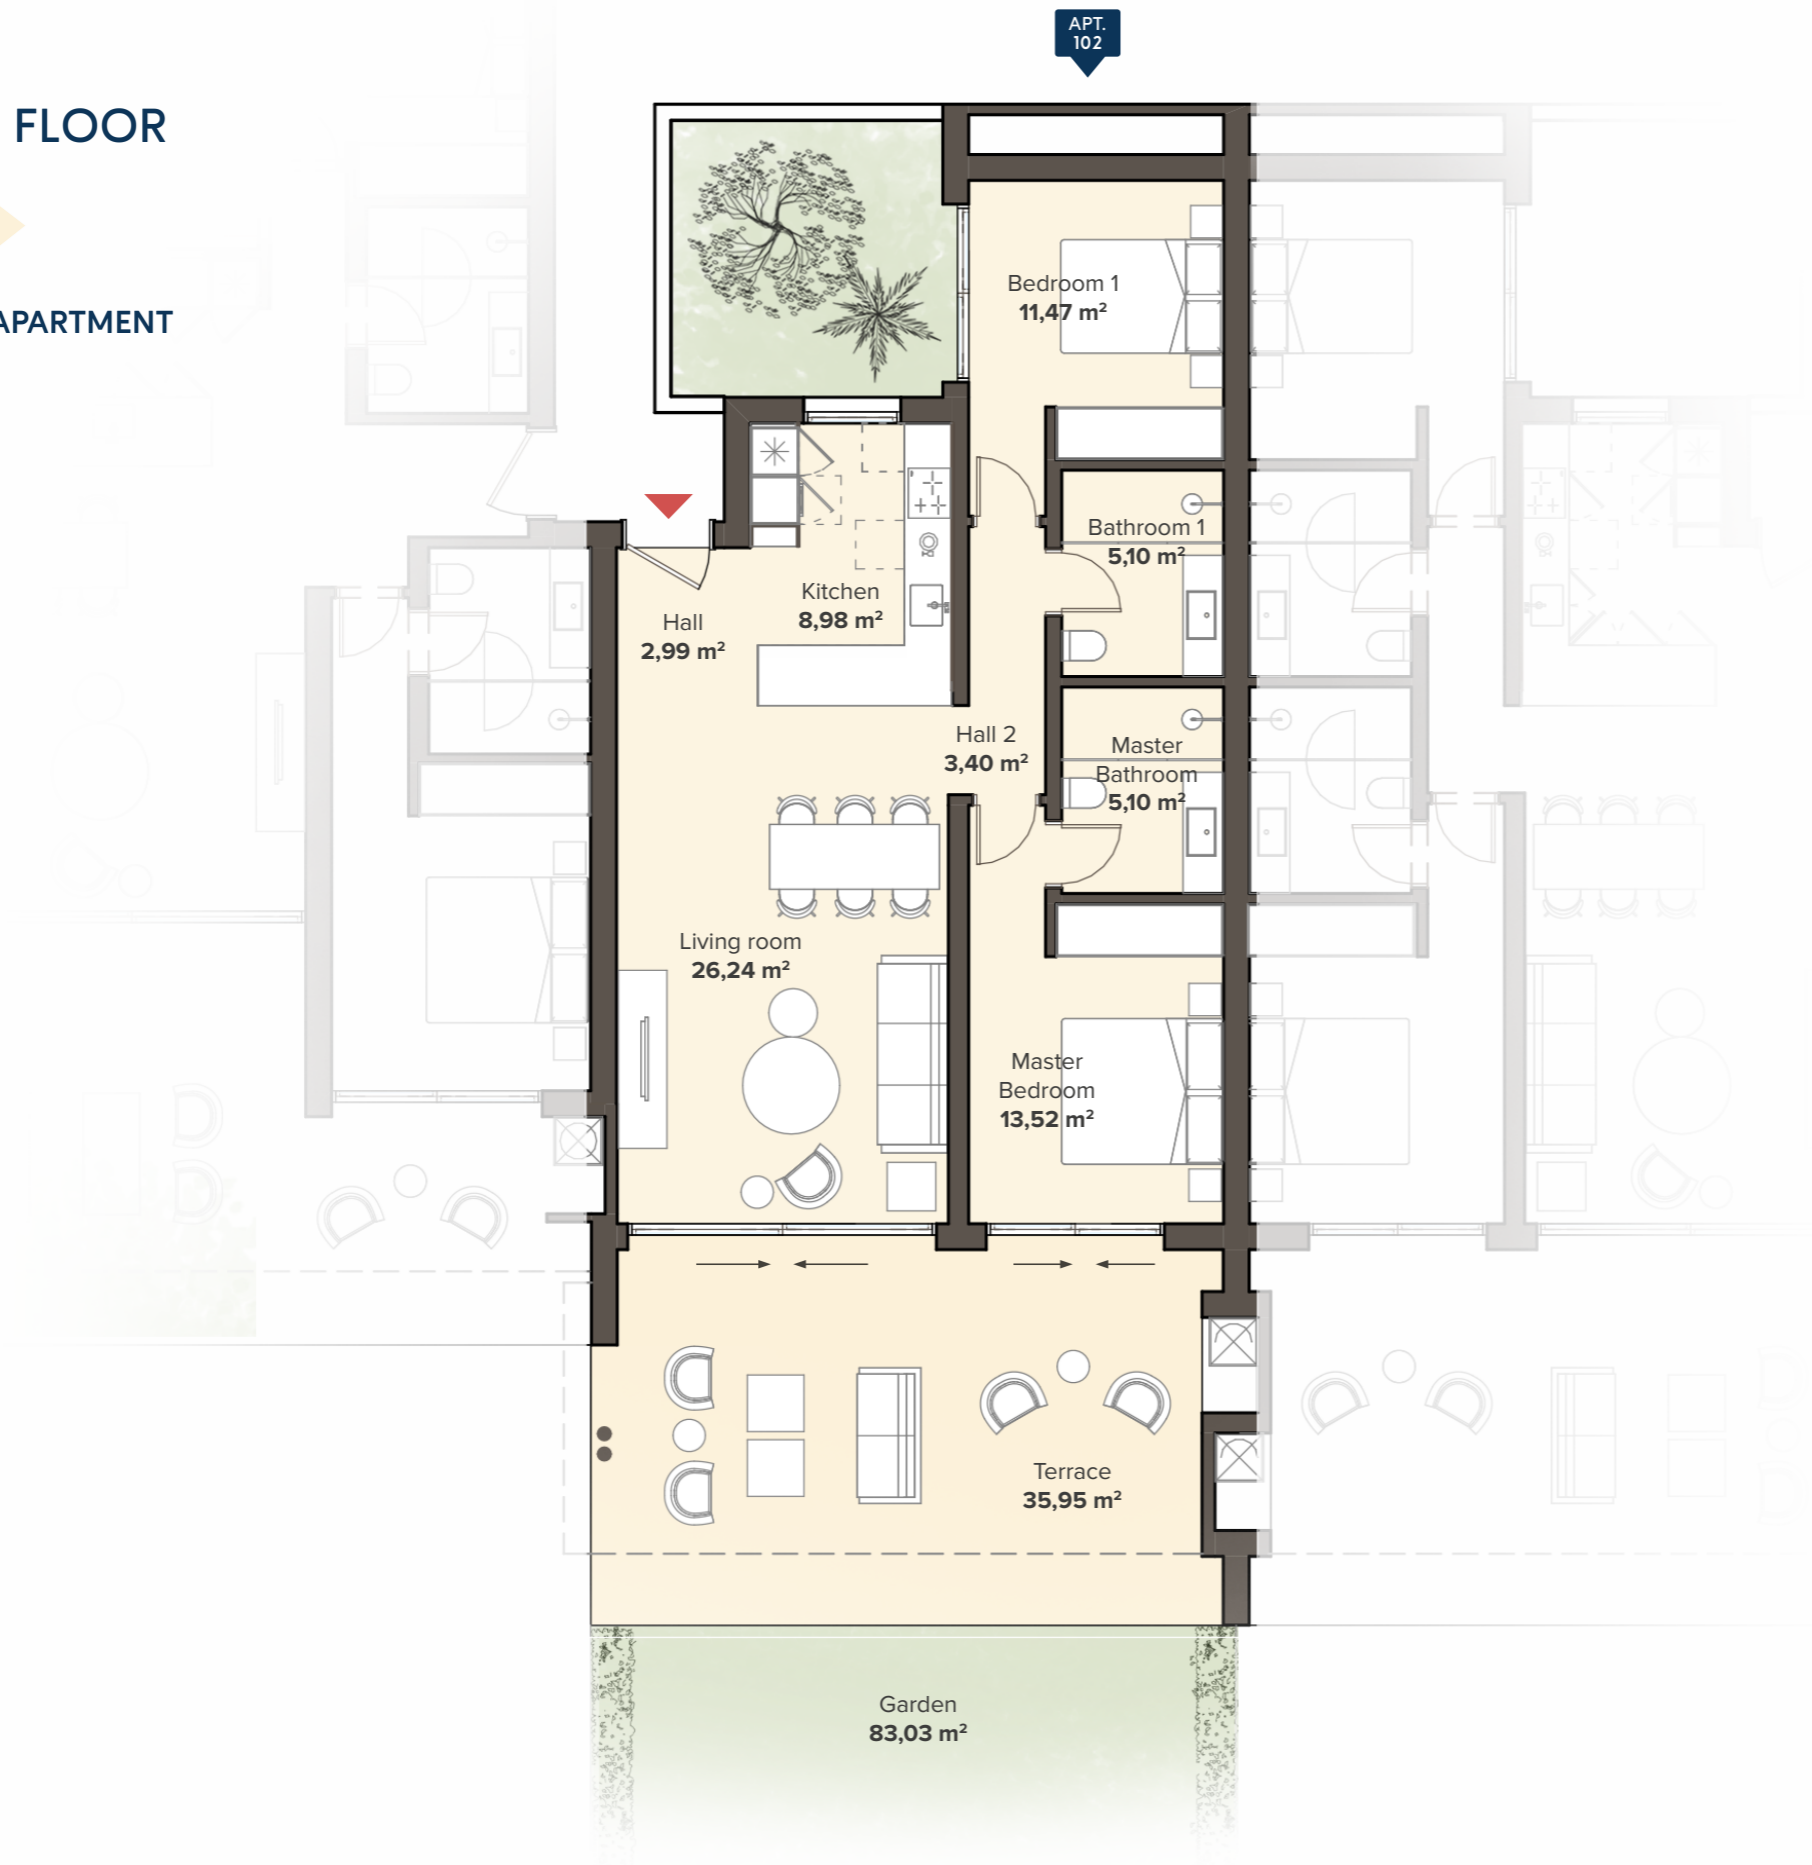 APT.
102
FLOOR
APARTMENT
Bedroom 1
11,47 m²
Bathroom 1
5,10 m²
Kitchen
8,98 m²
Hall
2,99 m²
Hall 2
3,40 m²
Master
Bathroom
5,10 m²
Living room
26,24 m²
Master
Bedroom
13,52 m²
Terrace
35,95 m²
Garden
83,03 m²